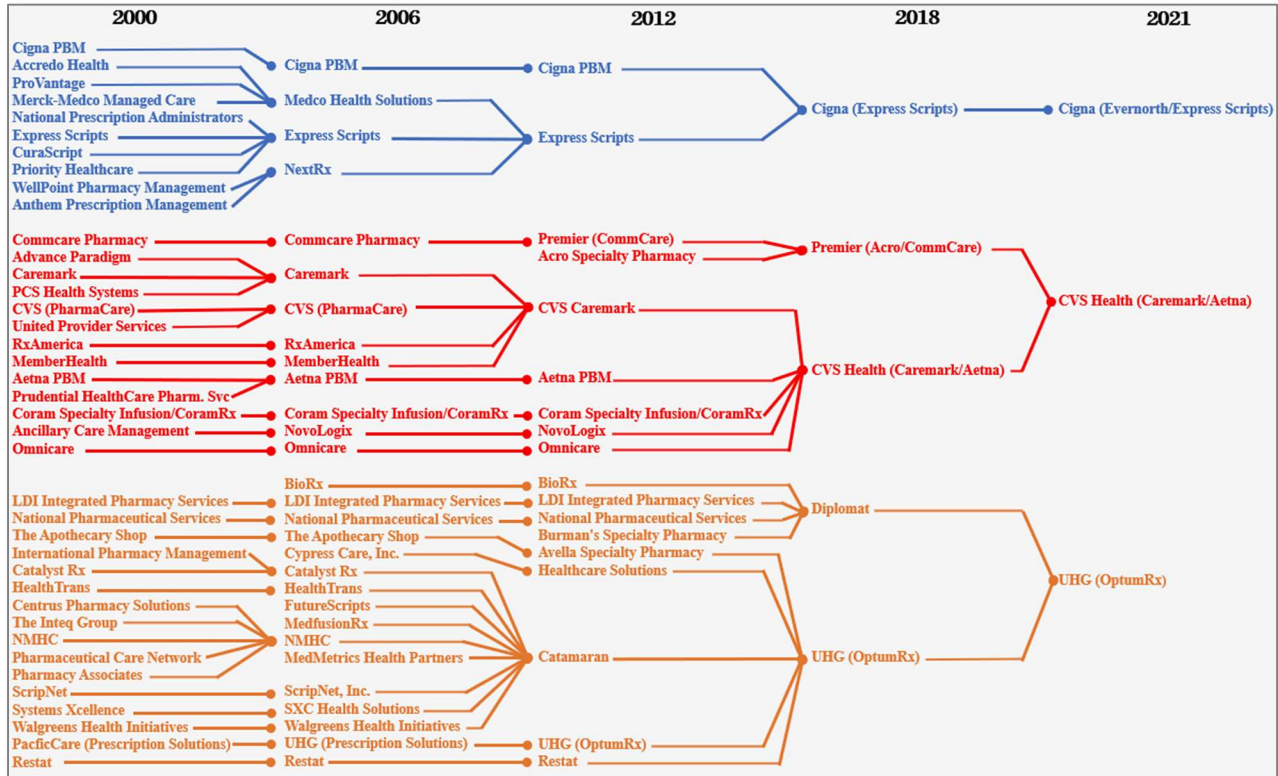 2000 2006 2012 2018 2021
Cigna PBM
Accredo Health
ProVantage
Merck-Medco Managed Care
National Prescription Administrators
Express Scripts
CuraScript
Priority Healthcare
WellPoint Pharmacy Management
Anthem Prescription Management
Cigna PBM
Medco Health Solutions
Express Scripts
NextRx
Cigna PBM
Express Scripts
Cigna (Express Scripts)
Cigna (Evernorth/Express Scripts)
Commcare Pharmacy
Advance Paradigm
Caremark
PCS Health Systems
CVS (PharmaCare)
United Provider Services
RxAmerica
MemberHealth
Aetna PBM
Prudential HealthCare Pharm. Svc
Coram Specialty Infusion/CoramRx
Ancillary Care Management
Omnicare
Commcare Pharmacy
Caremark
CVS (PharmaCare)
RxAmerica
MemberHealth
Aetna PBM
Coram Specialty Infusion/CoramRx
NovoLogix
Omnicare
Premier (CommCare)
Acro Specialty Pharmacy
CVS Caremark
Aetna PBM
Coram Specialty Infusion/CoramRx
NovoLogix
Omnicare
Premier (Acro/CommCare)
CVS Health (Caremark/Aetna)
CVS Health (Caremark/Aetna)
LDI Integrated Pharmacy Services
National Pharmaceutical Services
The Apothecary Shop
International Pharmacy Management
Catalyst Rx
HealthTrans
Centrus Pharmacy Solutions
The Inteq Group
NMHC
Pharmaceutical Care Network
Pharmacy Associates
ScripNet
Systems Xcellence
Walgreens Health Initiatives
PacficCare (Prescription Solutions)
Restat
BioRx
LDI Integrated Pharmacy Services
National Pharmaceutical Services
The Apothecary Shop
Cypress Care, Inc.
Catalyst Rx
HealthTrans
FutureScripts
MedfusionRx
NMHC
MedMetrics Health Partners
ScripNet, Inc.
SXC Health Solutions
Walgreens Health Initiatives
UHG (Prescription Solutions)
Restat
BioRx
LDI Integrated Pharmacy Services
National Pharmaceutical Services
Burman's Specialty Pharmacy
Avella Specialty Pharmacy
Healthcare Solutions
Catamaran
UHG (OptumRx)
Restat
Diplomat
UHG (OptumRx)
UHG (OptumRx)